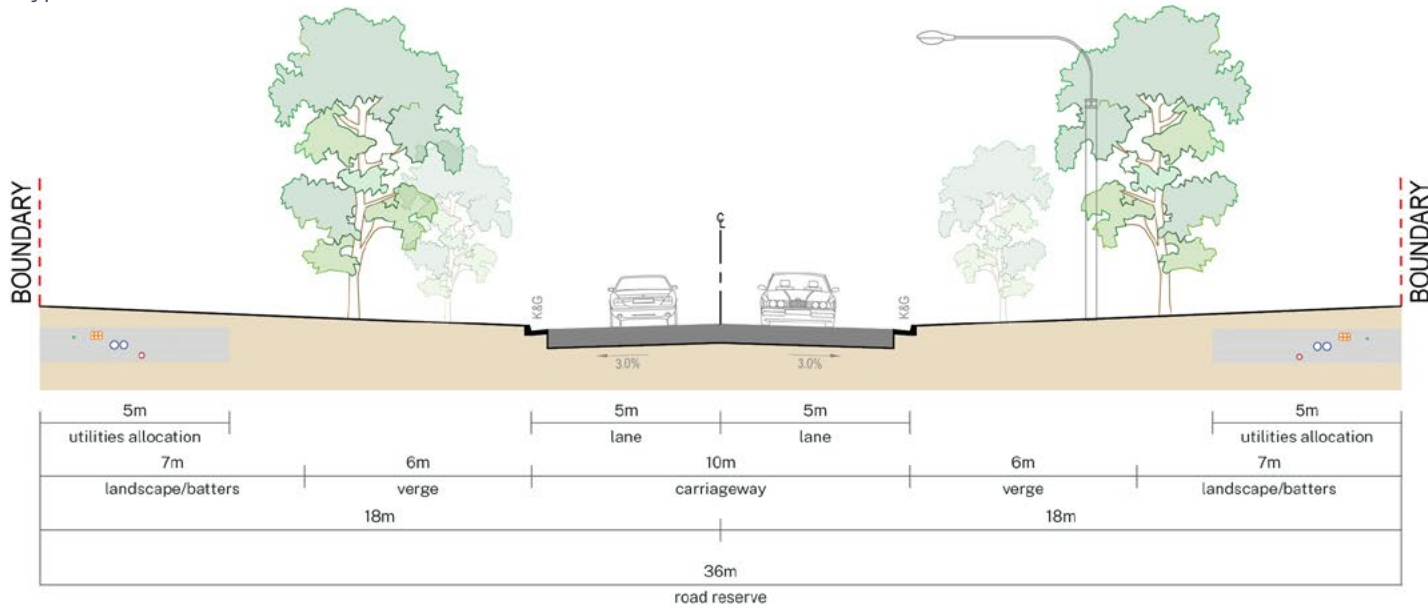 BOUNDARY
BOUNDARY
℄
K&G
K&G
3.0%
3.0%
5m
5m
5m
5m
utilities allocation
lane
lane
utilities allocation
7m
6m
10m
6m
7m
landscape/batters
verge
carriageway
verge
landscape/batters
18m
18m
36m
road reserve